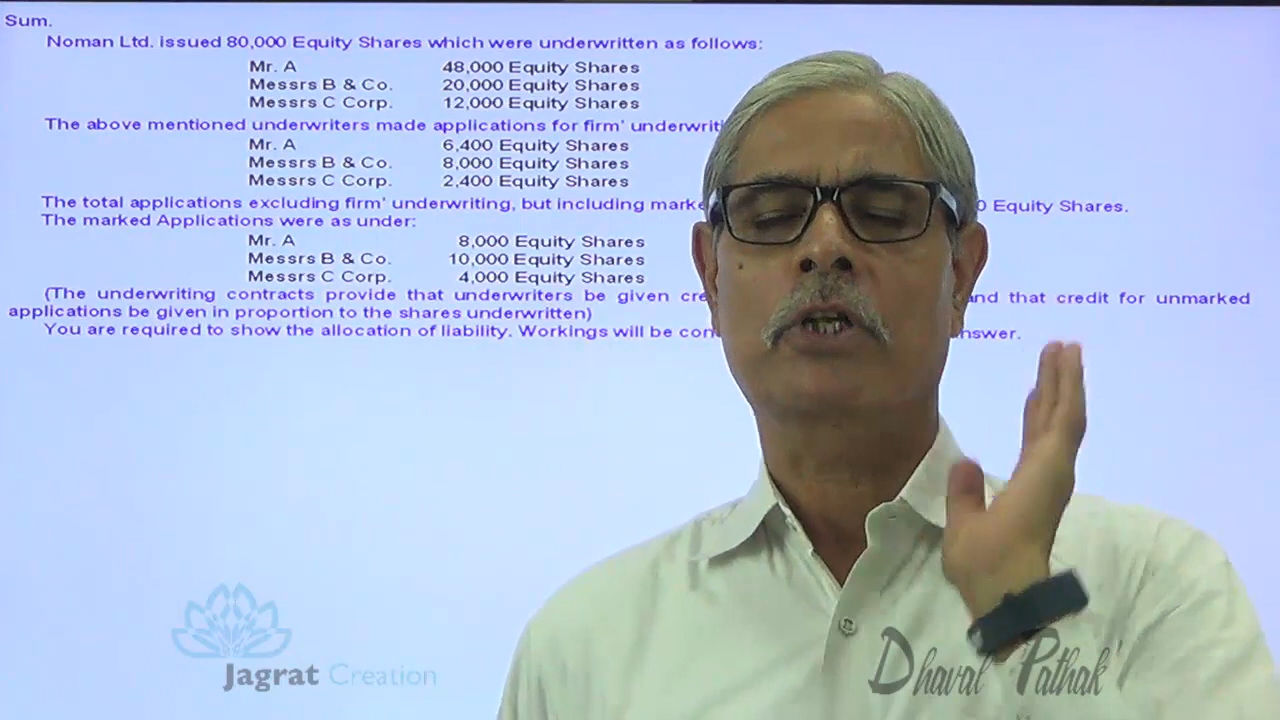 Sum.
Noman Ltd. issued 80,000 Equity Shares which were underwritten as follows:
Mr. A 48,000 Equity Shares
Messrs B & Co. 20,000 Equity Shares
Messrs C Corp. 12,000 Equity Shares
The above mentioned underwriters made applications for firm' underwriti
Mr. A 6,400 Equity Shares
Messrs B & Co. 8,000 Equity Shares
Messrs C Corp. 2,400 Equity Shares
The total applications excluding firm' underwriting, but including marke 0 Equity Shares.
The marked Applications were as under:
Mr. A 8,000 Equity Shares
Messrs B & Co. 10,000 Equity Shares
Messrs C Corp. 4,000 Equity Shares
(The underwriting contracts provide that underwriters be given cre and that credit for unmarked
applications be given in proportion to the shares underwritten)
You are required to show the allocation of liability. Workings will be con nswer.
Jagrat Creation
Dhaval Pathak